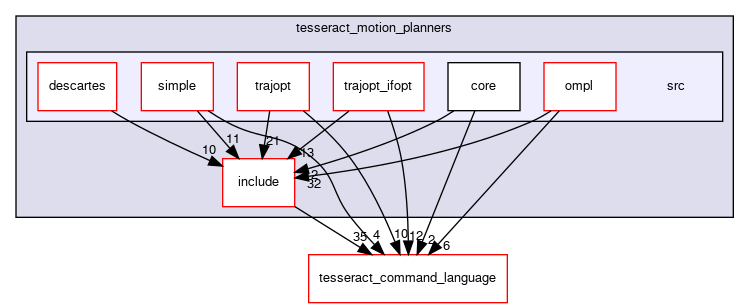 tesseract_motion_planners
descartes
simple
trajopt
trajopt_ifopt
core
ompl
src
10
11
21
13
32
include
35
4
10
12
2
6
tesseract_command_language